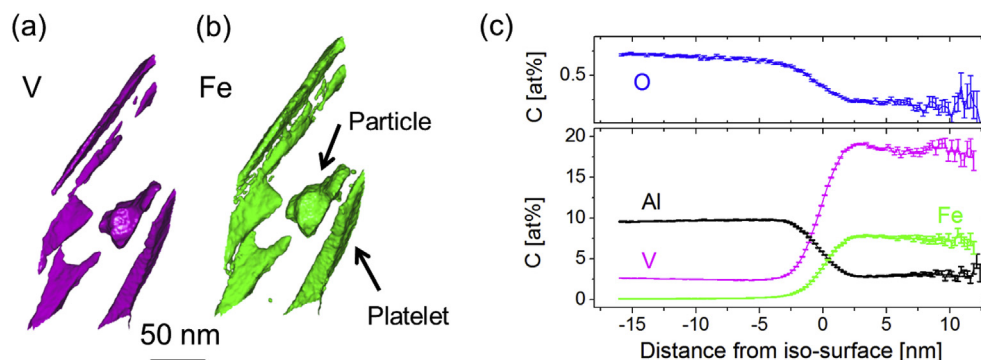 (a)
V
(b)
Fe
Particle
Platelet
50 nm
(c)
C [at%]
0.5
O
C [at%]
20
15
10
5
0
Al
V
Fe
-15 -10 -5 0 5 10
Distance from iso-surface [nm]